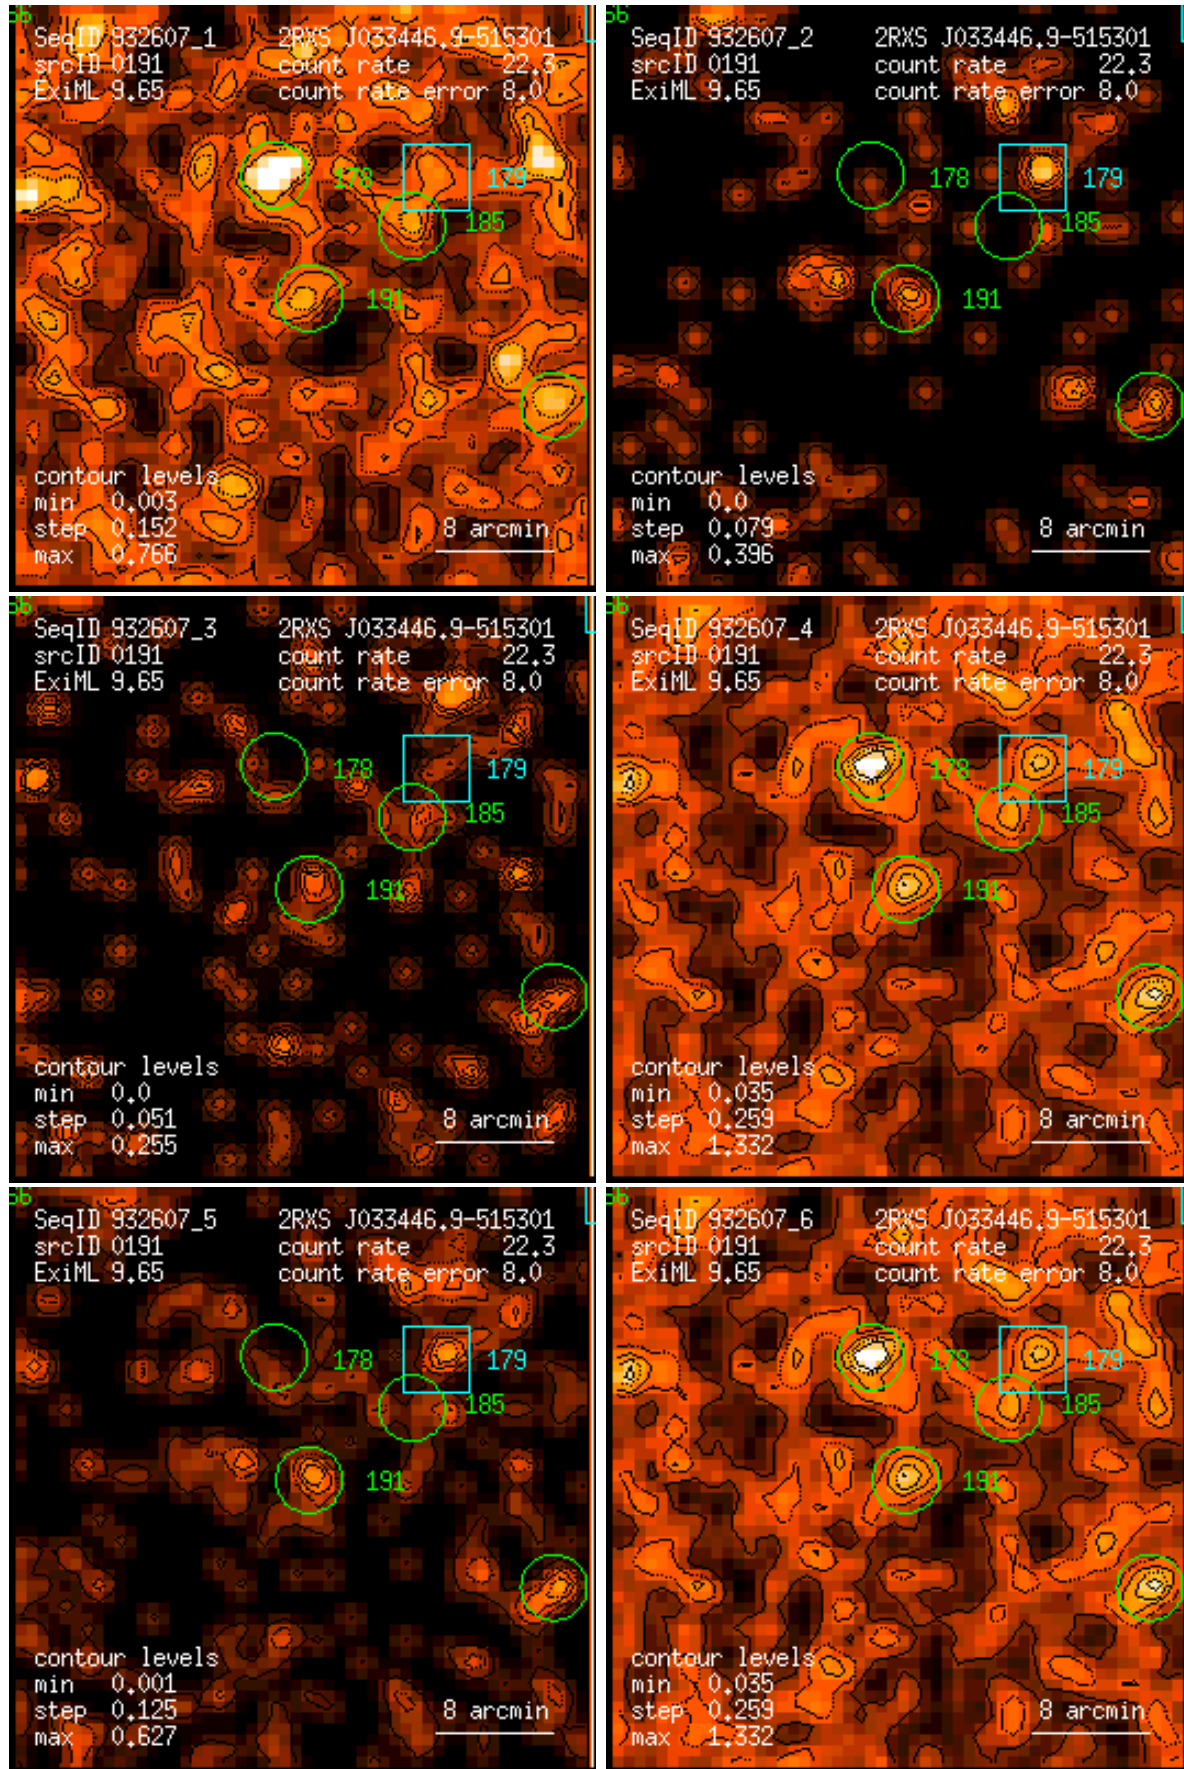 56
SeqID 932607_1 2RXS J033446.9-515301
srcID 0191 count rate 22.3
ExiML 9.65 count rate error 8.0
178
179
185
191
contour levels
min 0.003
step 0.152
max 0.766
8 arcmin
56
SeqID 932607_2 2RXS J033446.9-515301
srcID 0191 count rate 22.3
ExiML 9.65 count rate error 8.0
178
179
185
191
contour levels
min 0.0
step 0.079
max 0.396
8 arcmin
56
SeqID 932607_3 2RXS J033446.9-515301
srcID 0191 count rate 22.3
ExiML 9.65 count rate error 8.0
178
179
185
191
contour levels
min 0.0
step 0.051
max 0.255
8 arcmin
56
SeqID 932607_4 2RXS J033446.9-515301
srcID 0191 count rate 22.3
ExiML 9.65 count rate error 8.0
178
179
185
191
contour levels
min 0.035
step 0.259
max 1.332
8 arcmin
56
SeqID 932607_5 2RXS J033446.9-515301
srcID 0191 count rate 22.3
ExiML 9.65 count rate error 8.0
178
179
185
191
contour levels
min 0.001
step 0.125
max 0.627
8 arcmin
56
SeqID 932607_6 2RXS J033446.9-515301
srcID 0191 count rate 22.3
ExiML 9.65 count rate error 8.0
178
179
185
191
contour levels
min 0.035
step 0.259
max 1.332
8 arcmin